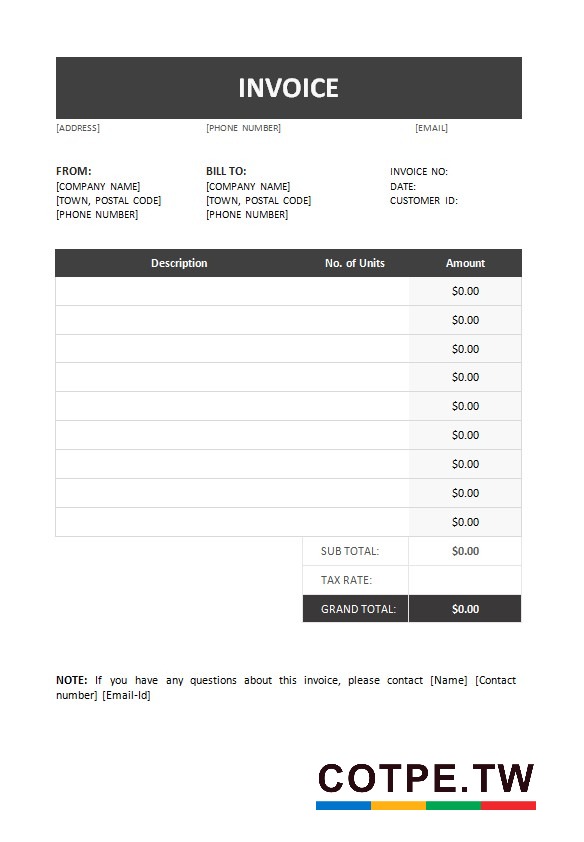 INVOICE
[ADDRESS] [PHONE NUMBER] [EMAIL]
FROM: BILL TO: INVOICE NO:
[COMPANY NAME] [COMPANY NAME] DATE:
[TOWN, POSTAL CODE] [TOWN, POSTAL CODE] CUSTOMER ID:
[PHONE NUMBER] [PHONE NUMBER]
Description No. of Units Amount
$0.00
$0.00
$0.00
$0.00
$0.00
$0.00
$0.00
$0.00
$0.00
SUB TOTAL: $0.00
TAX RATE:
GRAND TOTAL: $0.00
NOTE: If you have any questions about this invoice, please contact [Name] [Contact
number] [Email-Id]
COTPE.TW